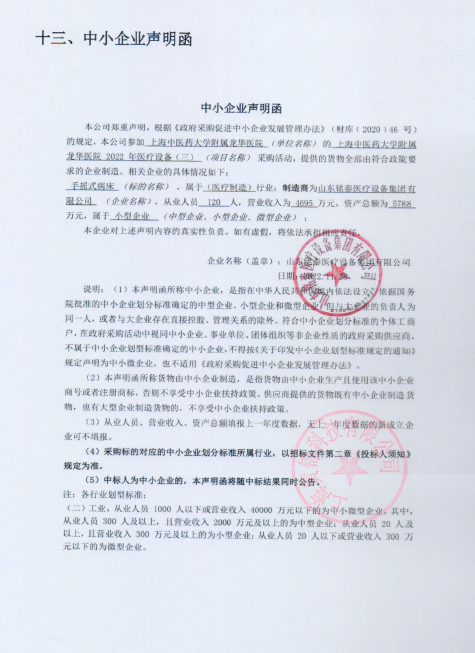 十三、中小企业声明函
中小企业声明函
本公司郑重声明，根据《政府采购促进中小企业发展管理办法》（财库﹝2020﹞46 号）
的规定，本公司参加 上海中医药大学附属龙华医院（单位名称）的 上海中医药大学附属
龙华医院 2022 年医疗设备（三）（项目名称）采购活动，提供的货物全部由符合政策要
求的企业制造。相关企业的具体情况如下：
手摇式病床 （标的名称），属于（医疗制造）行业；制造商为山东铭泰医疗设备集团有
限公司 （企业名称），从业人员 120 人，营业收入为 4695 万元，资产总额为 5788
万元，属于 小型企业 （中型企业、小型企业、微型企业）；
本企业对上述声明内容的真实性负责。如有虚假，将依法承担相应责任。
企业名称（盖章）：山东铭泰医疗设备集团有限公司
日期：
说明：（1）本声明函所称中小企业，是指在中华人民共和国境内依法设立，依据国务
院批准的中小企业划分标准确定的中型企业、小型企业和微型企业，但与大企业的负责人为
同一人，或者与大企业存在直接控股、管理关系的除外。符合中小企业划分标准的个体工商
户，在政府采购活动中视同中小企业。事业单位、团体组织等非企业性质的政府采购供应商，
不属于中小企业划型标准确定的中小企业，不得按《关于印发中小企业划型标准规定的通知》
规定声明为中小微企业，也不适用《政府采购促进中小企业发展管理办法》。
（2）本声明函所称货物由中小企业制造，是指货物由中小企业生产且使用该中小企业
商号或者注册商标，否则不享受中小企业扶持政策。供应商提供的货物既有中小企业制造货
物，也有大型企业制造货物的，不享受中小企业扶持政策。
（3）从业人员、营业收入、资产总额填报上一年度数据，无上一年度数据的新成立企
业可不填报。
（4）采购标的对应的中小企业划分标准所属行业，以招标文件第二章《投标人须知》
规定为准。
（5）中标人为中小企业的，本声明函将随中标结果同时公告。
注：各行业划型标准：
（二）工业。从业人员 1000 人以下或营业收入 40000 万元以下的为中小微型企业。其中，
从业人员 300 人及以上，且营业收入 2000 万元及以上的为中型企业；从业人员 20 人及
以上，且营业收入 300 万元及以上的为小型企业；从业人员 20 人以下或营业收入 300 万
元以下的为微型企业。